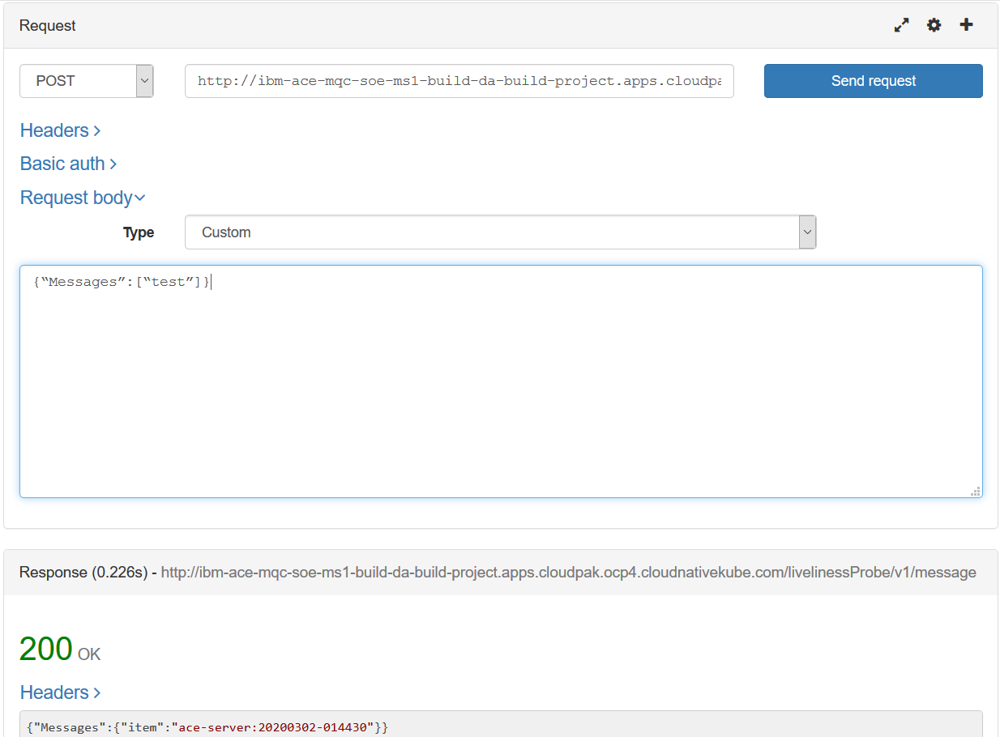 Request
POST
http://ibm-ace-mqc-soe-ms1-build-da-build-project.apps.cloudpa
Send request
Headers
Basic auth
Request body
Type
Custom
{“Messages”:[“test”]}
Response (0.226s) - http://ibm-ace-mqc-soe-ms1-build-da-build-project.apps.cloudpak.ocp4.cloudnativekube.com/livelinessProbe/v1/message
200 OK
Headers
{"Messages":{"item":"ace-server:20200302-014430"}}